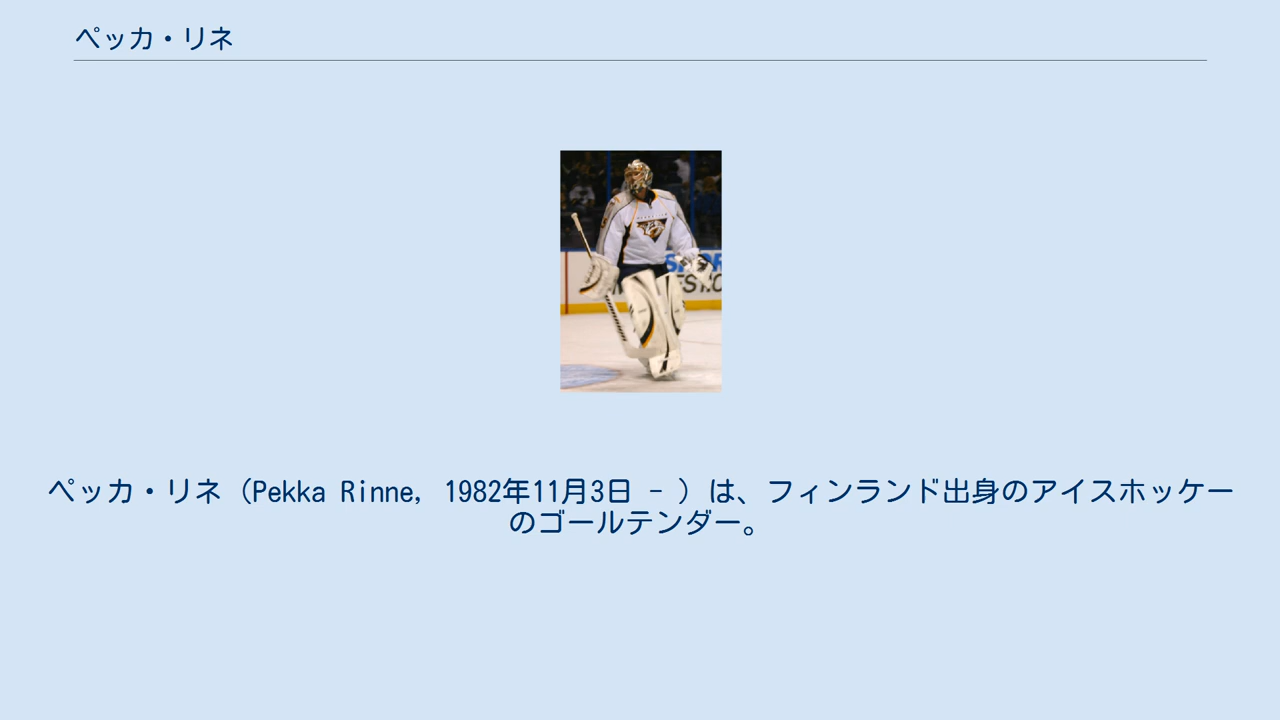 ペッカ・リネ
ペッカ・リネ（Pekka Rinne, 1982年11月3日 - ）は、フィンランド出身のアイスホッケー
のゴールテンダー。